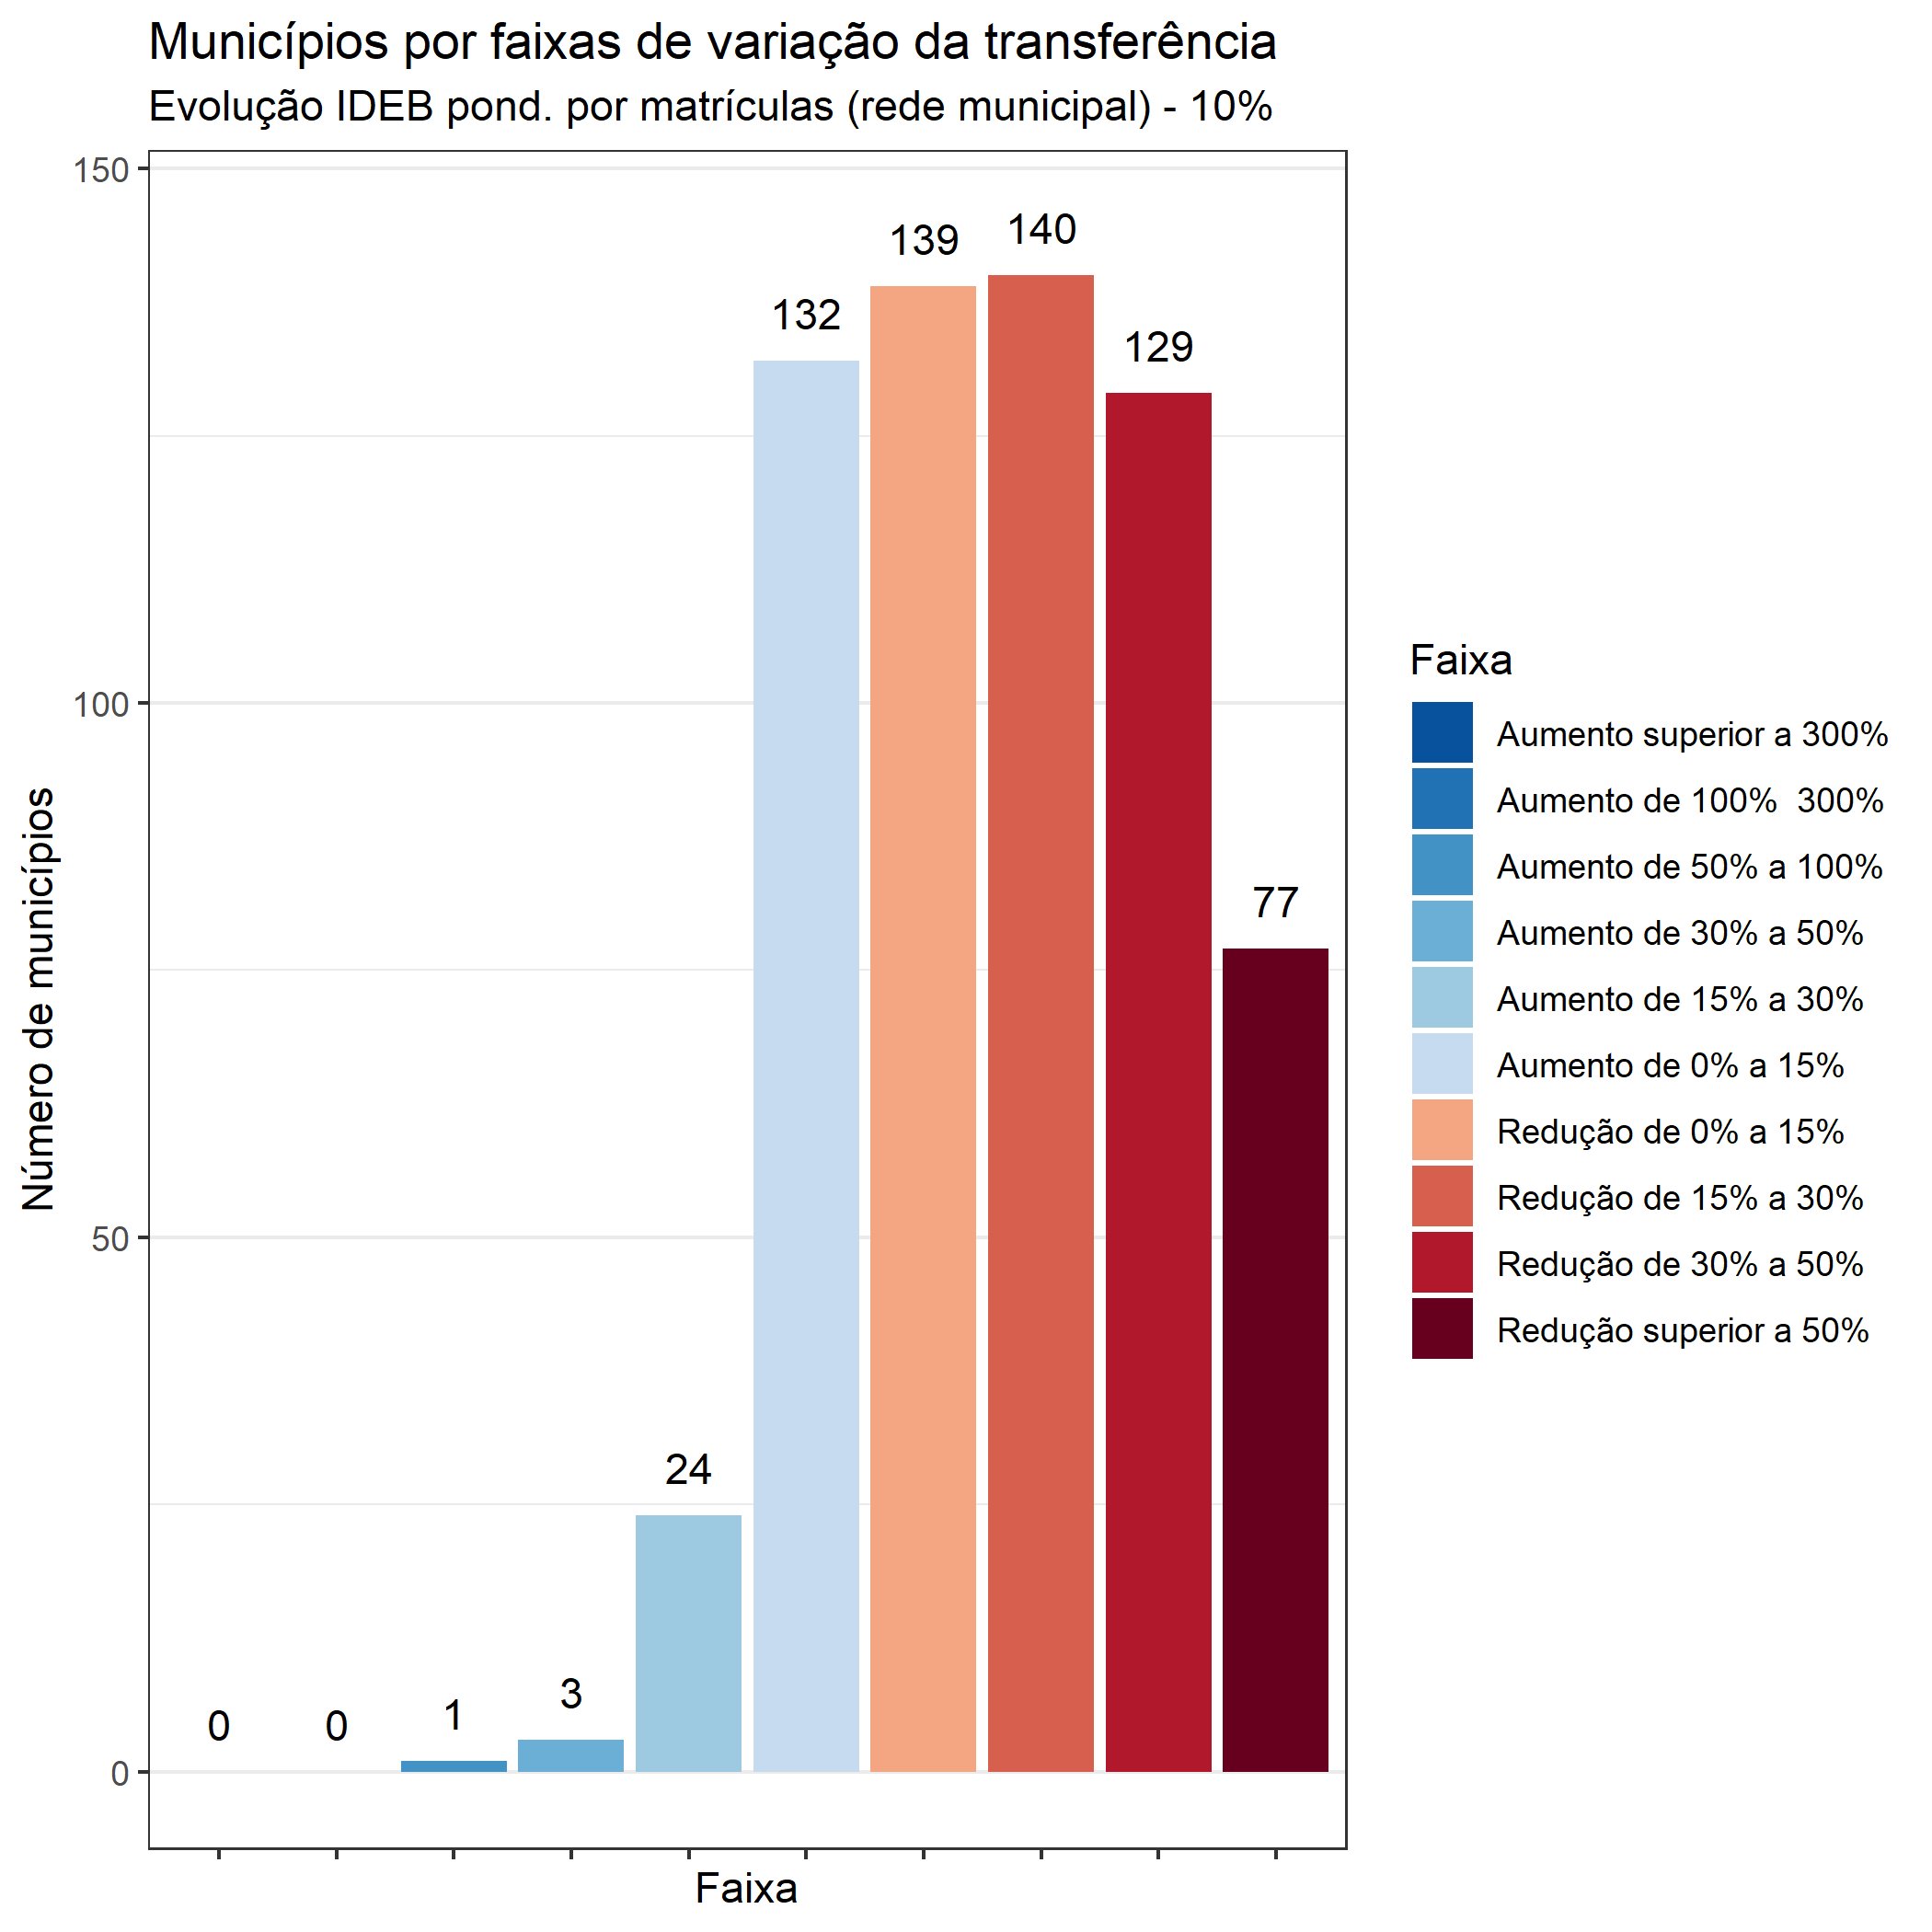 Municípios por faixas de variação da transferência
Evolução IDEB pond. por matrículas (rede municipal) - 10%
Número de municípios
150
100
50
0
0
0
1
3
24
132
139
140
129
77
Faixa
Faixa
Aumento superior a 300%
Aumento de 100%  300%
Aumento de 50% a 100%
Aumento de 30% a 50%
Aumento de 15% a 30%
Aumento de 0% a 15%
Redução de 0% a 15%
Redução de 15% a 30%
Redução de 30% a 50%
Redução superior a 50%